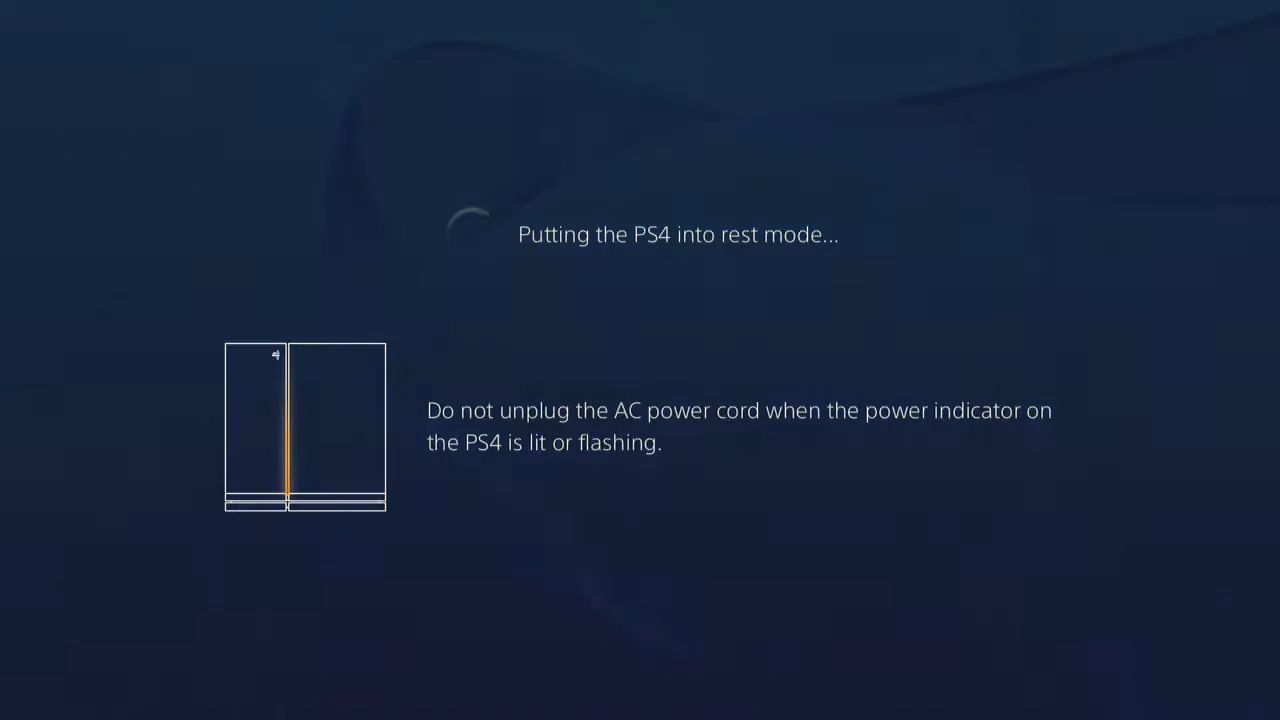 Putting the PS4 into rest mode...
Do not unplug the AC power cord when the power indicator on
the PS4 is lit or flashing.